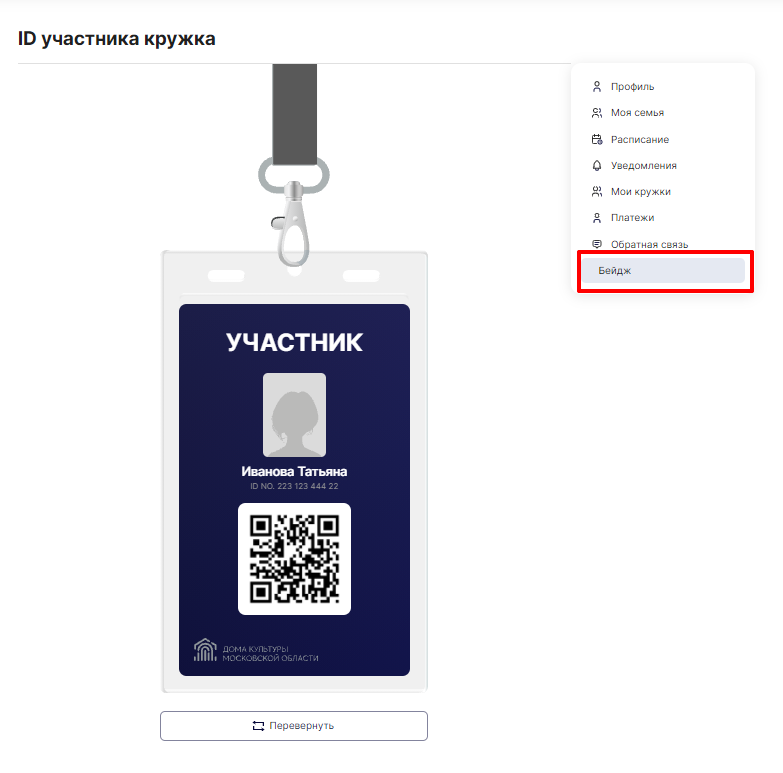 ID участника кружка
Профиль
Моя семья
Расписание
Уведомления
Мои кружки
Платежи
Обратная связь
Бейдж
УЧАСТНИК
Иванова Татьяна
ID NO. 223 123 444 22
ДОМА КУЛЬТУРЫ
МОСКОВСКОЙ ОБЛАСТИ
Перевернуть